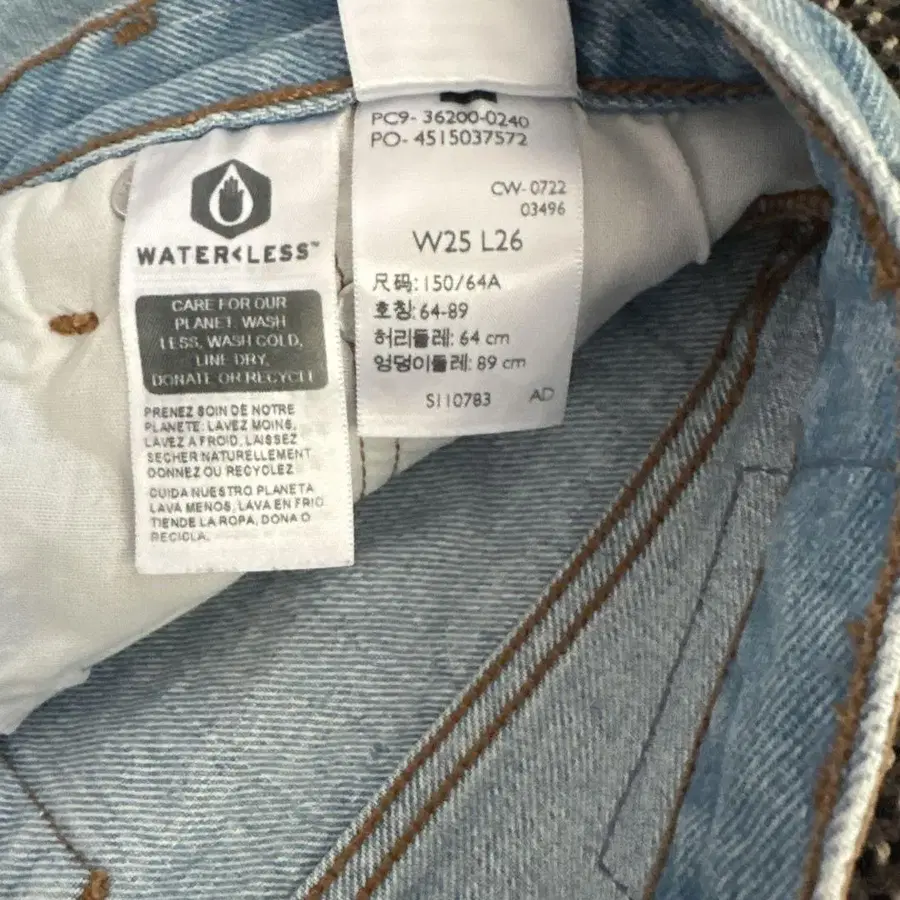 WATER<LESS™
CARE FOR OUR
PLANET. WASH
LESS, WASH COLD,
LINE DRY,
DONATE OR RECYCLE
PRENEZ SOIN DE NOTRE
PLANETE: LAVEZ MOINS,
LAVEZ A FROID, LAISSEZ
SECHER NATURELLEMENT
DONNEZ OU RECYCLEZ
CUIDA NUESTRO PLANETA
LAVA MENOS, LAVA EN FRIO
TIENDE LA ROPA, DONA O
RECICLA.
PC9- 36200-0240
PO- 4515037572
CW- 0722
03496
W25 L26
尺码:150/64A
호칭: 64-89
허리둘레: 64 cm
엉덩이둘레: 89 cm
S110783 AD